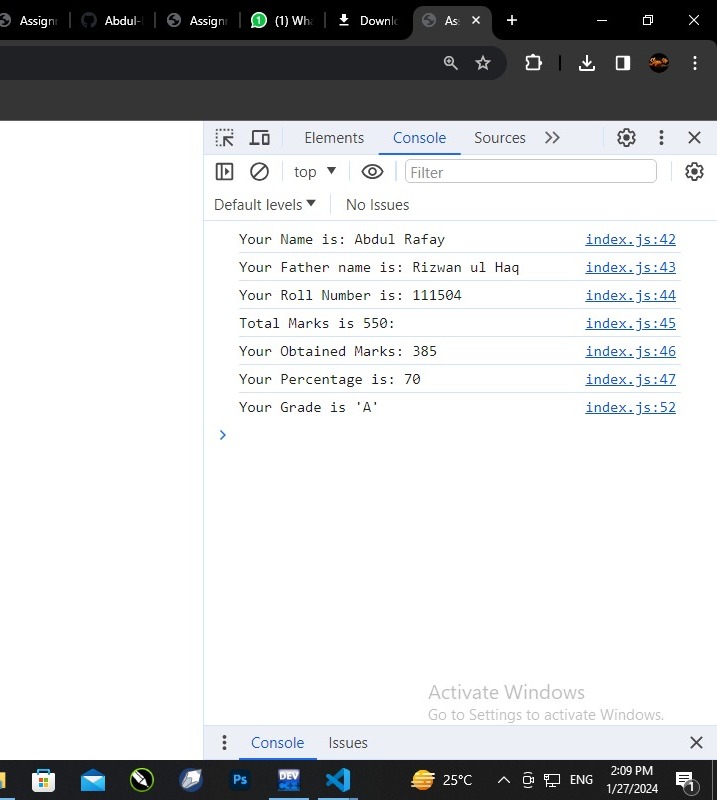 Assignr
Abdul-
Assignr
(1) Wha
Downlo
As
Elements Console Sources
top Filter
Default levels No Issues
Your Name is: Abdul Rafay index.js:42
Your Father name is: Rizwan ul Haq index.js:43
Your Roll Number is: 111504 index.js:44
Total Marks is 550: index.js:45
Your Obtained Marks: 385 index.js:46
Your Percentage is: 70 index.js:47
Your Grade is 'A' index.js:52
Activate Windows
Go to Settings to activate Windows.
Console Issues
Ps DEV 25°C ENG 2:09 PM
1/27/2024 1